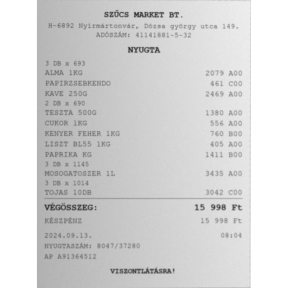 SZŰCS MARKET BT.
H-6892 Nyírmártonvár, Dózsa györgy utca 149.
ADÓSZÁM: 41141881-5-32
NYUGTA
3 DB x 693
ALMA 1KG 2079 A00
PAPIRZSEBKENDO 461 C00
KAVE 250G 2469 A00
2 DB x 690
TESZTA 500G 1380 A00
CUKOR 1KG 556 A00
KENYER FEHER 1KG 760 B00
LISZT BL55 1KG 405 A00
PAPRIKA KG 1411 B00
3 DB x 1145
MOSOGATOSZER 1L 3435 A00
3 DB x 1014
TOJAS 10DB 3042 C00
VÉGÖSSZEG: 15 998 Ft
KÉSZPÉNZ 15 998 Ft
2024.09.13. 08:04
NYUGTASZÁM: 8047/37280
AP A91364512
VISZONTLÁTÁSRA!